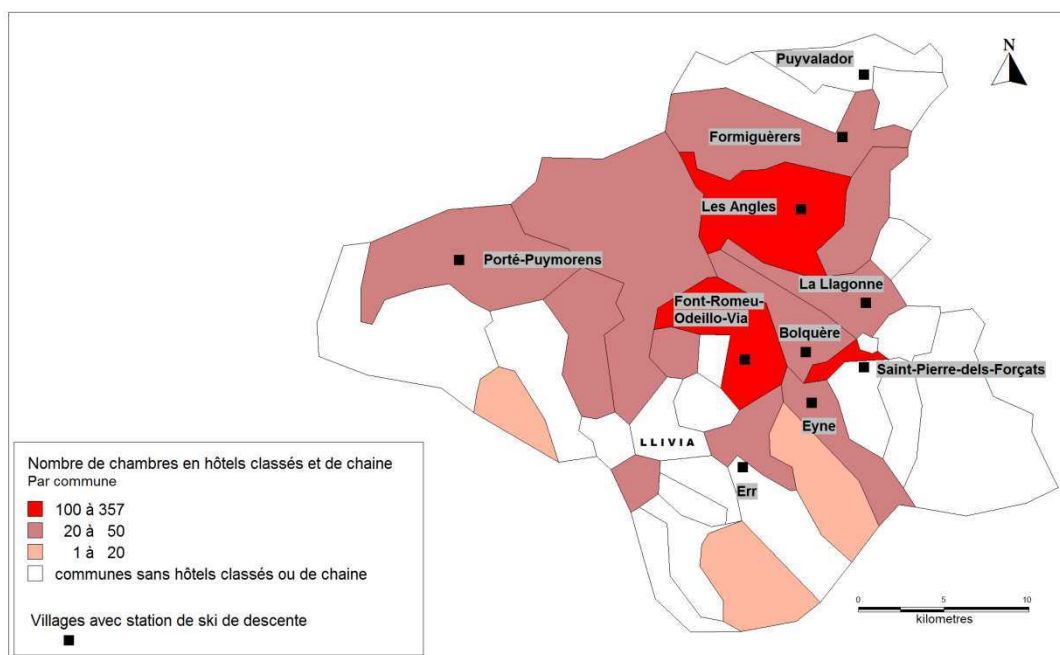 Puyvalador
N
Formiguèrers
Les Angles
Porté-Puymorens
La Llagonne
Font-Romeu-
Odeillo-Via
Bolquère
Saint-Pierre-dels-Forçats
Eyne
LLIVIA
Err
Nombre de chambres en hôtels classés et de chaine
Par commune
100 à 357
20 à 50
1 à 20
communes sans hôtels classés ou de chaine
Villages avec station de ski de descente
0 5 10
kilometres